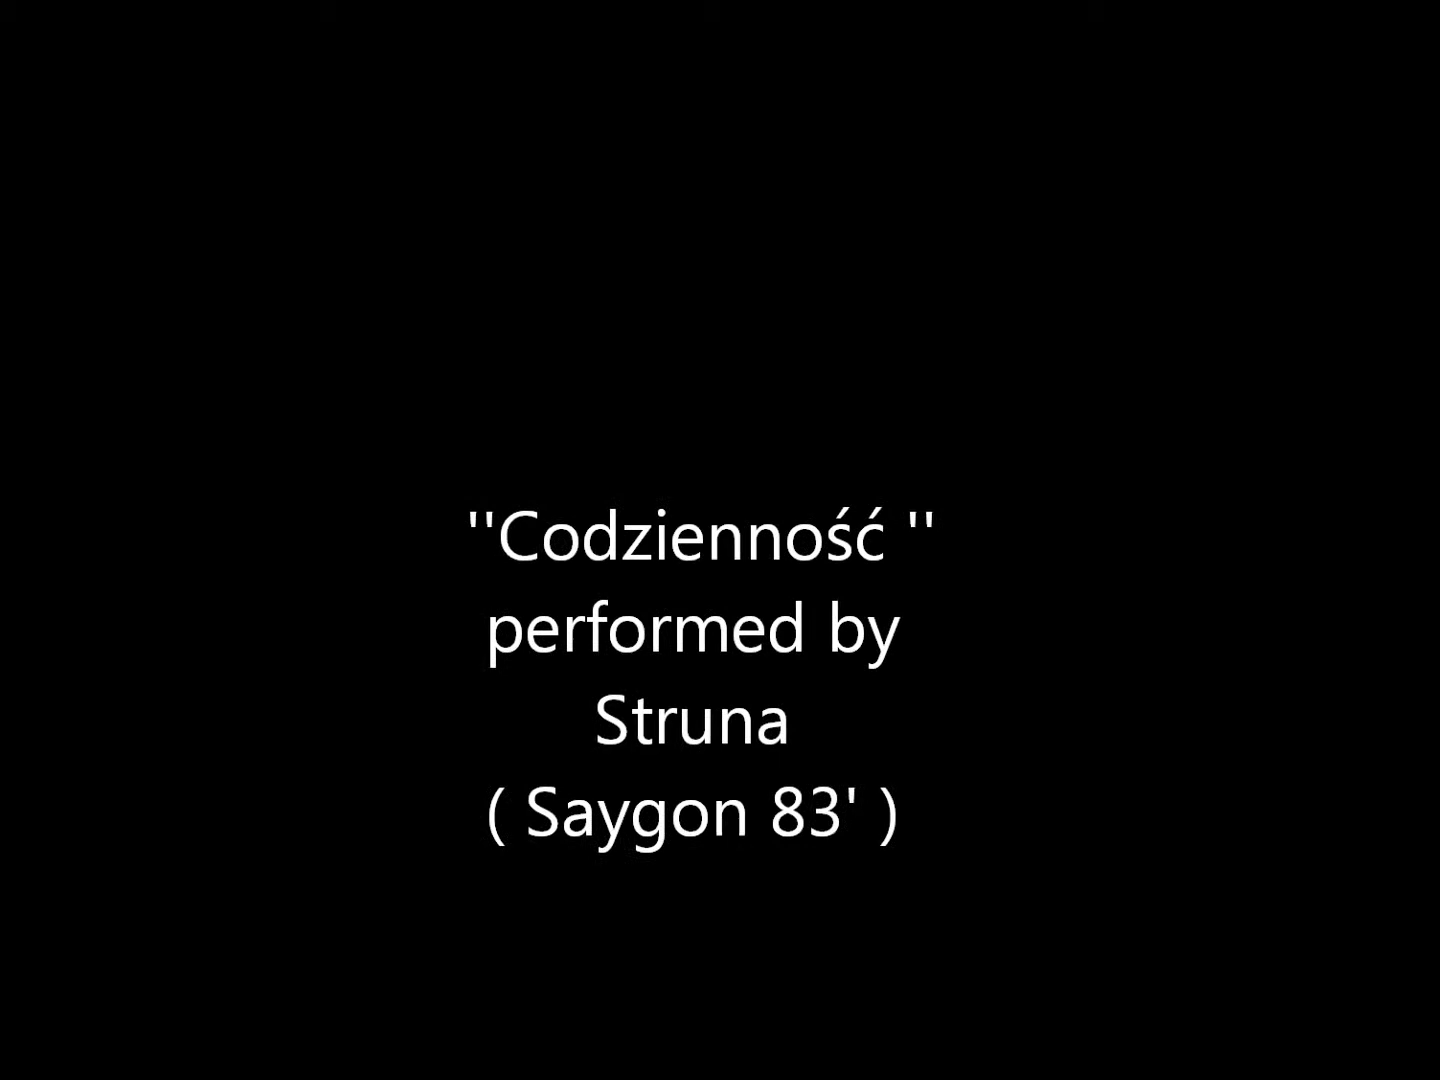 ''Codzienność ''
performed by
Struna
( Saygon 83' )